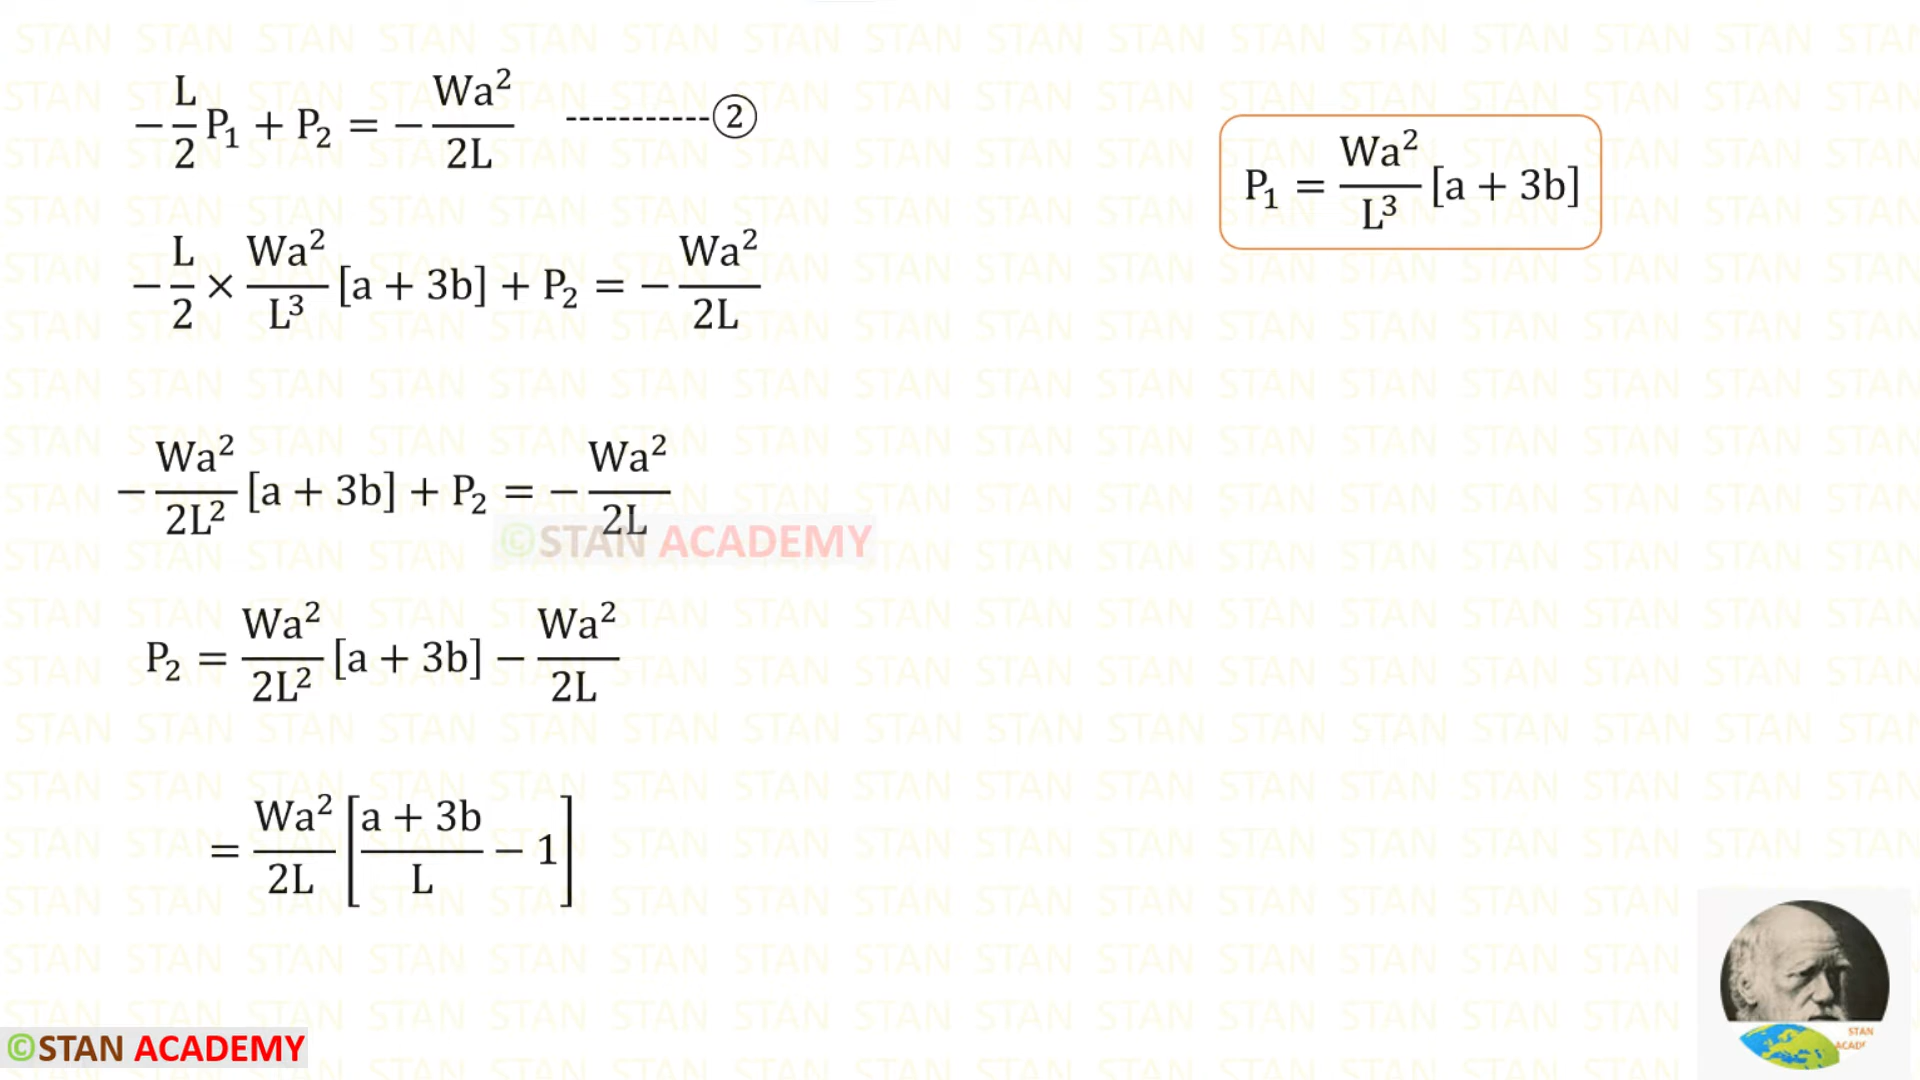 -L/2 P₁ + P₂ = -Wa²/2L -----------②
P₁ = Wa²/L³ [a + 3b]
-L/2 × Wa²/L³ [a + 3b] + P₂ = -Wa²/2L
-Wa²/2L² [a + 3b] + P₂ = -Wa²/2L
©STAN ACADEMY
P₂ = Wa²/2L² [a + 3b] - Wa²/2L
= Wa²/2L [a + 3b/L - 1]
©STAN ACADEMY
STAN